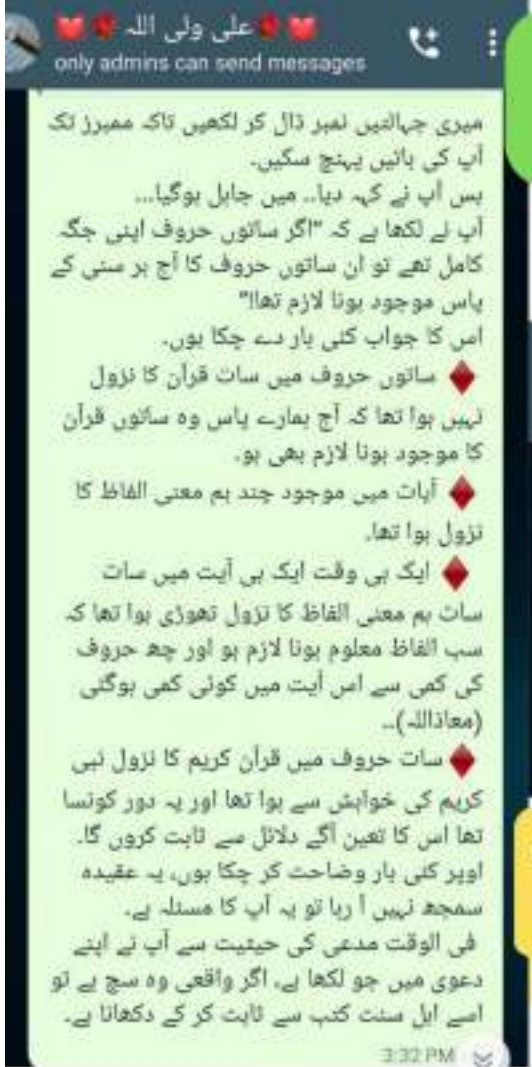 علی ولی اللہ
only admins can send messages
میری جہالتیں نمبر ڈال کر لکھیں تاکہ ممبرز تک
آپ کی باتیں پہنچ سکیں۔
بس آپ نے کہہ دیا.. میں جاہل ہوگیا...
آپ نے لکھا ہے کہ "اگر ساتوں حروف اپنی جگہ
کامل تھے تو ان ساتوں حروف کا آج ہر سنی کے
پاس موجود ہونا لازم تھا!"
اس کا جواب کئی بار دے چکا ہوں۔
♦️ ساتوں حروف میں سات قرآن کا نزول
نہیں ہوا تھا کہ آج ہمارے پاس وہ ساتوں قرآن
کا موجود ہونا لازم بھی ہو۔
♦️ آیات میں موجود چند ہم معنی الفاظ کا
نزول ہوا تھا۔
♦️ ایک ہی وقت ایک ہی آیت میں سات
سات ہم معنی الفاظ کا نزول تھوڑی ہوا تھا کہ
سب الفاظ معلوم ہونا لازم ہو اور چھ حروف
کی کمی سے اس آیت میں کوئی کمی ہوگئی
(معاذاللہ)..
♦️ سات حروف میں قرآن کریم کا نزول نبی
کریم کی خواہش سے ہوا تھا اور یہ دور کونسا
تھا اس کا تعین آگے دلائل سے ثابت کروں گا۔
اوپر کئی بار وضاحت کر چکا ہوں، یہ عقیدہ
سمجھ نہیں آ رہا تو یہ آپ کا مسئلہ ہے۔
فی الوقت مدعی کی حیثیت سے آپ نے اپنے
دعوی میں جو لکھا ہے، اگر واقعی وہ سچ ہے تو
اسے اہل سنت کتب سے ثابت کر کے دکھانا ہے۔
3:32 PM